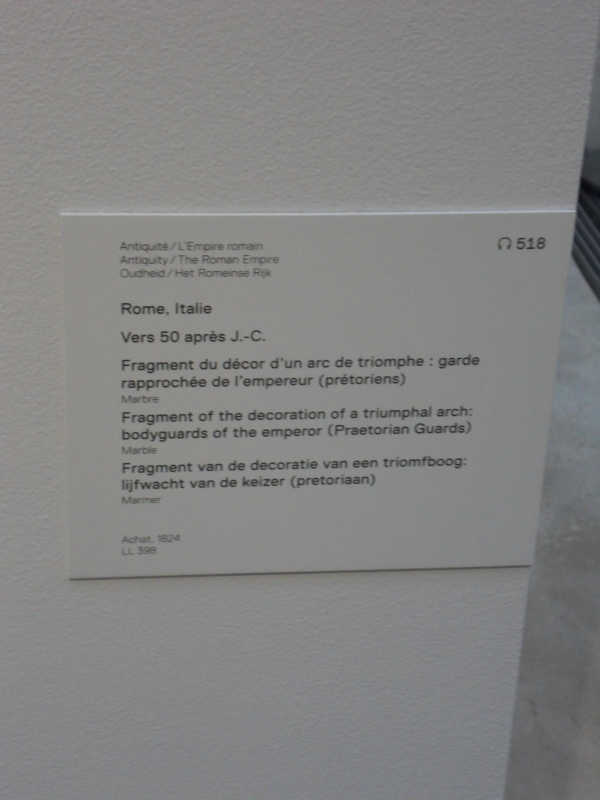 Antiquité / L'Empire romain
Antiquity / The Roman Empire
Oudheid / Het Romeinse Rijk
518
Rome, Italie
Vers 50 après J.-C.
Fragment du décor d'un arc de triomphe : garde
rapprochée de l'empereur (prétoriens)
Marbre
Fragment of the decoration of a triumphal arch:
bodyguards of the emperor (Praetorian Guards)
Marble
Fragment van de decoratie van een triomfboog:
lijfwacht van de keizer (pretoriaan)
Marmer
Achat, 1824
LL 398